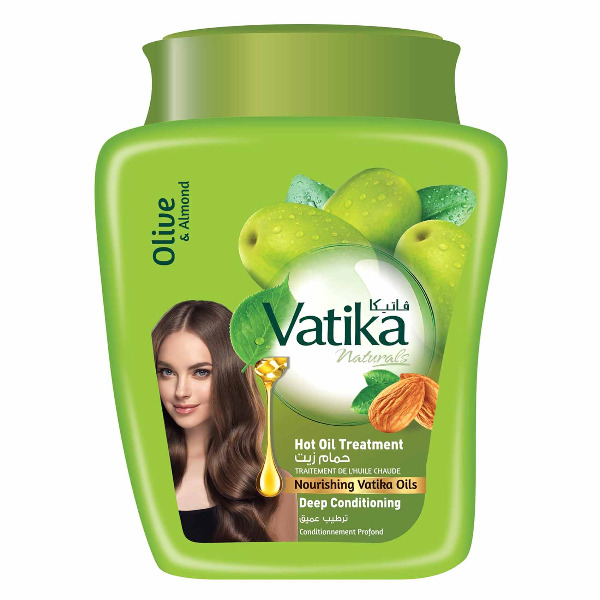 Olive
& Almond
ڤاتيكا
Vatika
Naturals
Hot Oil Treatment
حمام زيت
TRAITEMENT DE L'HUILE CHAUDE
Nourishing Vatika Oils
Deep Conditioning
ترطيب عميق
Conditionnement Profond